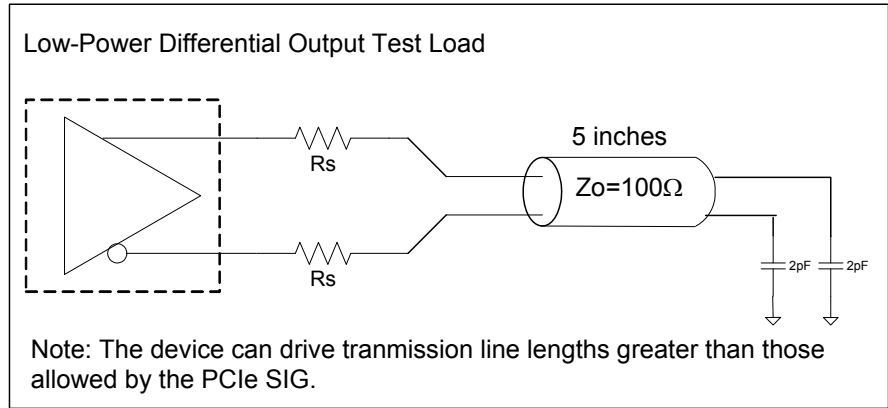 Low-Power Differential Output Test Load
5 inches
Rs
Zo=100Ω
Rs
2pF 2pF
Note: The device can drive tranmission line lengths greater than those
allowed by the PCIe SIG.